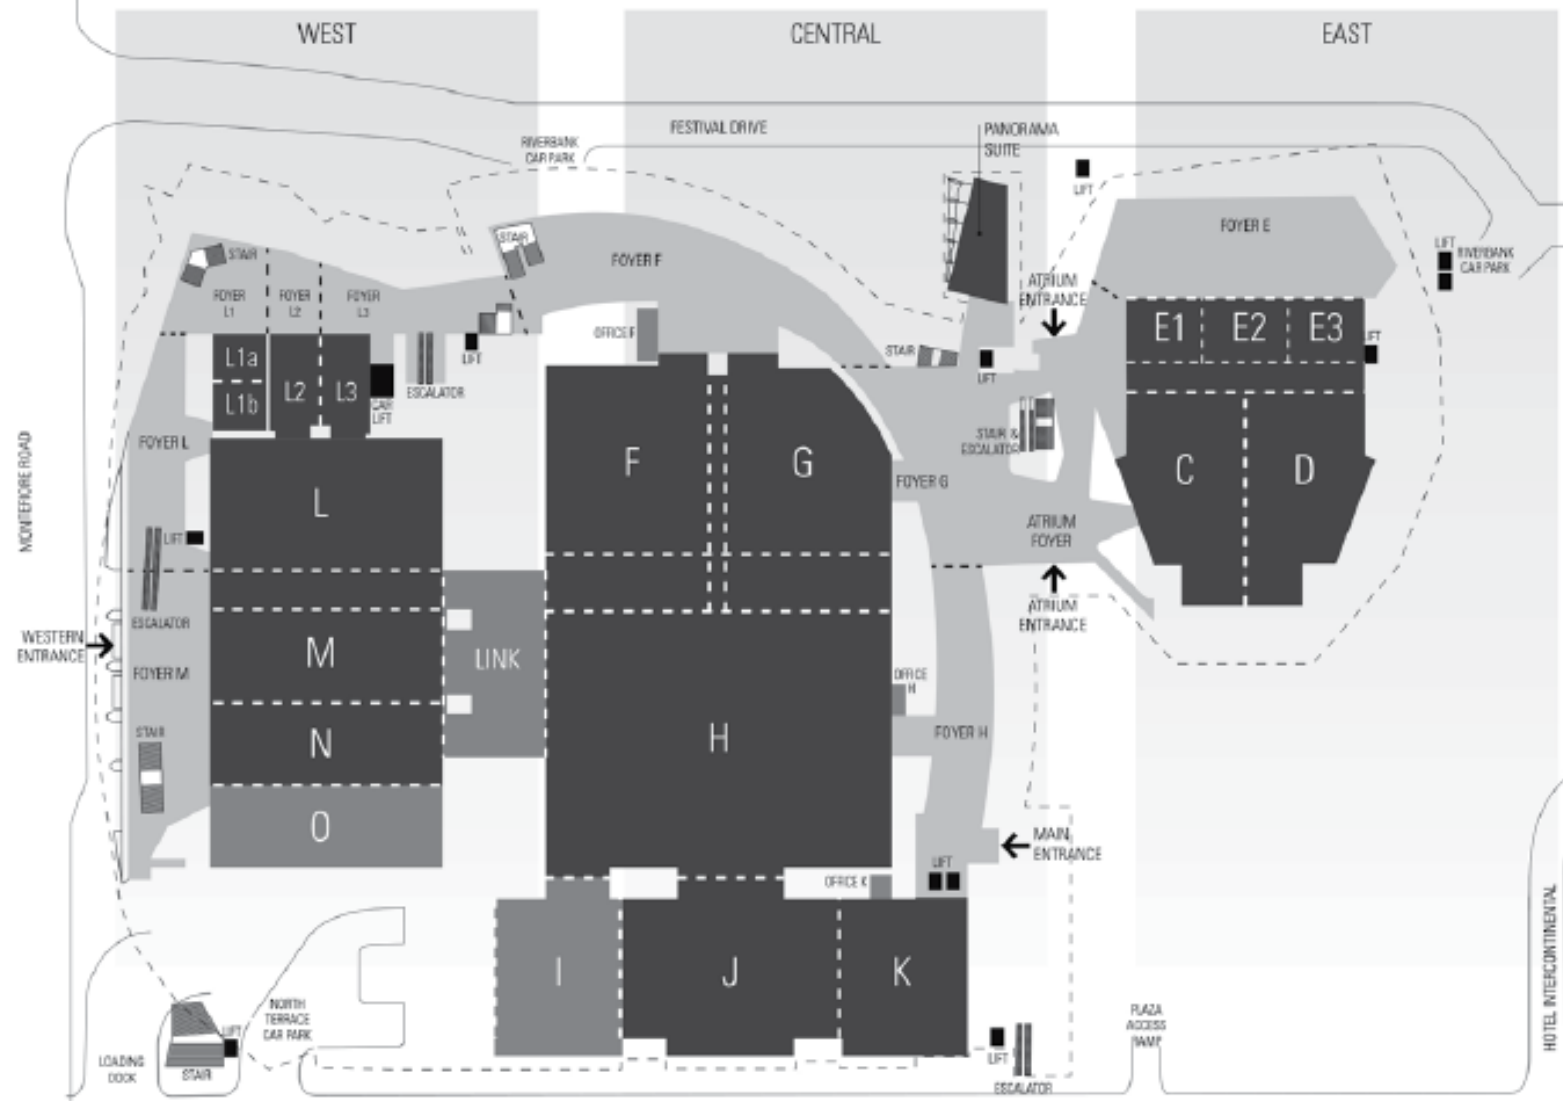 WEST
CENTRAL
EAST
FESTIVAL DRIVE
RIVERBANK
CAR PARK
PANORAMA
SUITE
LIFT
STAIR
STAIR
FOYER F
FOYER E
LIFT
RIVERBANK
CAR PARK
FOYER
L1
FOYER
L2
FOYER
L3
ATRIUM
ENTRANCE
OFFICE F
E1
E2
E3
LIFT
L1a
L1b
L2
L3
CAR
LIFT
ESCALATOR
LIFT
STAIR
LIFT
STAIR &
ESCALATOR
MONTEFIORE ROAD
FOYER L
F
G
FOYER G
C
D
L
LIFT
ATRIUM
FOYER
ESCALATOR
ATRIUM
ENTRANCE
WESTERN
ENTRANCE
FOYER M
M
LINK
OFFICE
H
STAIR
N
H
FOYER H
O
MAIN
ENTRANCE
OFFICE K
LIFT
HOTEL INTERCONTINENTAL
I
J
K
NORTH
TERRACE
CAR PARK
PLAZA
ACCESS
RAMP
LOADING
DOCK
LIFT
STAIR
LIFT
ESCALATOR